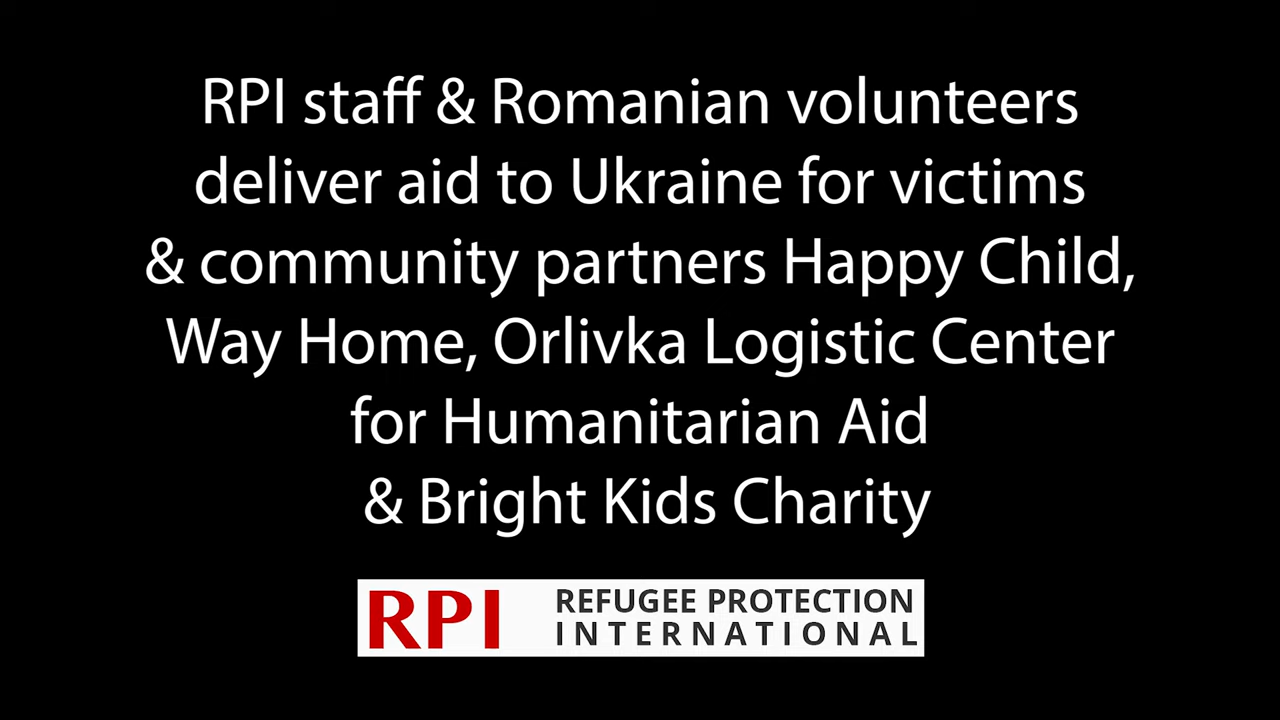 RPI staff & Romanian volunteers
deliver aid to Ukraine for victims
& community partners Happy Child,
Way Home, Orlivka Logistic Center
for Humanitarian Aid
& Bright Kids Charity
RPI REFUGEE PROTECTION
INTERNATIONAL